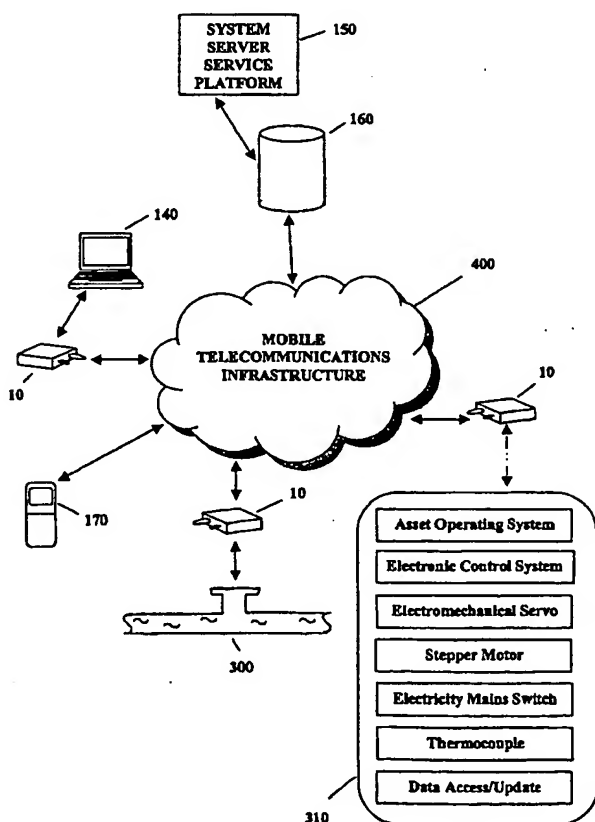 SYSTEM
SERVER
SERVICE
PLATFORM
150
160
140
400
MOBILE
TELECOMMUNICATIONS
INFRASTRUCTURE
10
10
170
10
300
Asset Operating System
Electronic Control System
Electromechanical Servo
Stepper Motor
Electricity Mains Switch
Thermocouple
Data Access/Update
310